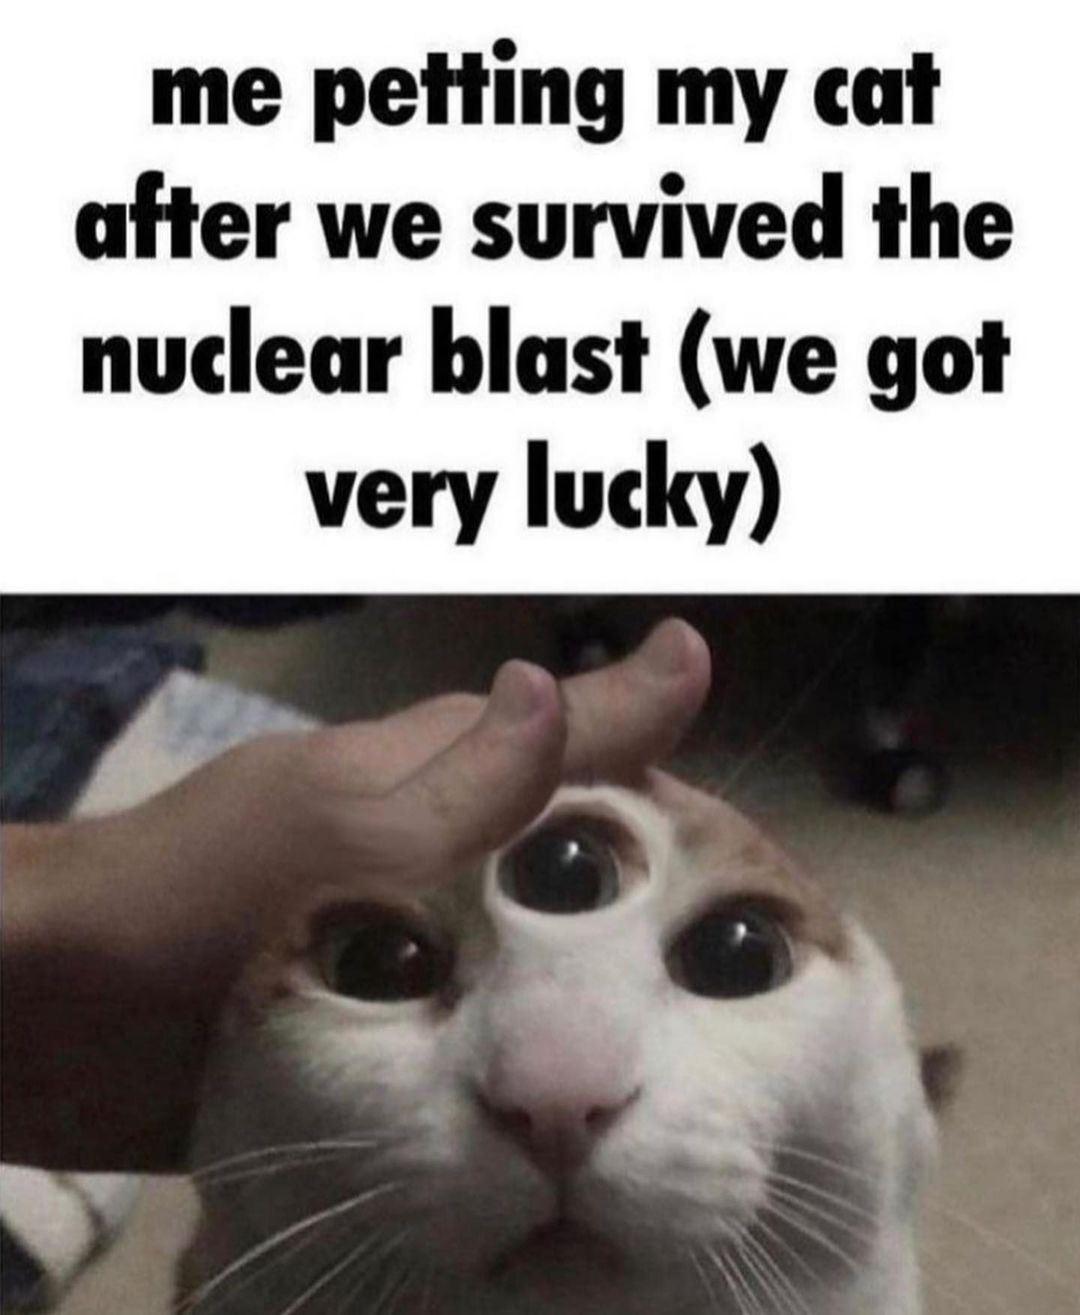 me petting my cat
after we survived the
nuclear blast (we got
very lucky)